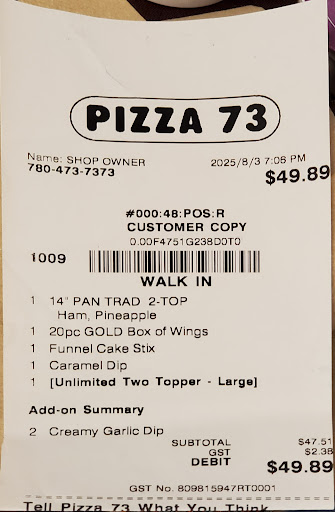 PIZZA 73
Name: SHOP OWNER 2025/8/3 7:06 PM
780-473-7373 $49.89
#000:48:POS:R
CUSTOMER COPY
0.00F4751G238D0T0
1009
WALK IN
1 14" PAN TRAD 2-TOP
Ham, Pineapple
1 20pc GOLD Box of Wings
1 Funnel Cake Stix
1 Caramel Dip
1 [Unlimited Two Topper - Large]
Add-on Summary
2 Creamy Garlic Dip
SUBTOTAL $47.51
GST $2.38
DEBIT $49.89
GST No. 809815947RT0001
Tell Pizza 73 What You Think